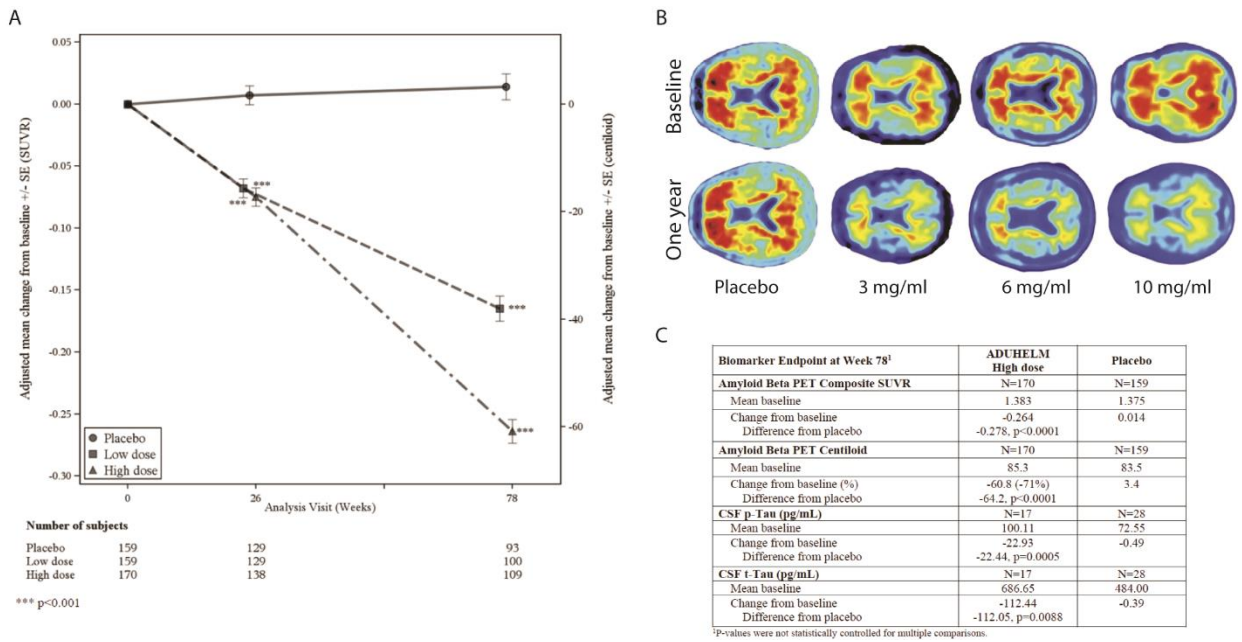 A
Adjusted mean change from baseline +/- SE (SUVR)
0.05
0.00
-0.05
-0.10
-0.15
-0.20
-0.25
-0.30
***
***
***
***
0
-20
-40
-60
Adjusted mean change from baseline +/- SE (centiloid)
Placebo
Low dose
High dose
0
26
78
Analysis Visit (Weeks)
Number of subjects
Placebo 159 129 93
Low dose 159 129 100
High dose 170 138 109
*** p<0.001
B
Baseline
One year
Placebo 3 mg/ml 6 mg/ml 10 mg/ml
C
Biomarker Endpoint at Week 78¹ ADUHELM High dose Placebo
Amyloid Beta PET Composite SUVR N=170 N=159
Mean baseline 1.383 1.375
Change from baseline -0.264 0.014
Difference from placebo -0.278, p<0.0001
Amyloid Beta PET Centiloid N=170 N=159
Mean baseline 85.3 83.5
Change from baseline (%) -60.8 (-71%) 3.4
Difference from placebo -64.2, p<0.0001
CSF p-Tau (pg/mL) N=17 N=28
Mean baseline 100.11 72.55
Change from baseline -22.93 -0.49
Difference from placebo -22.44, p=0.0005
CSF t-Tau (pg/mL) N=17 N=28
Mean baseline 686.65 484.00
Change from baseline -112.44 -0.39
Difference from placebo -112.05, p=0.0088
¹P-values were not statistically controlled for multiple comparisons.